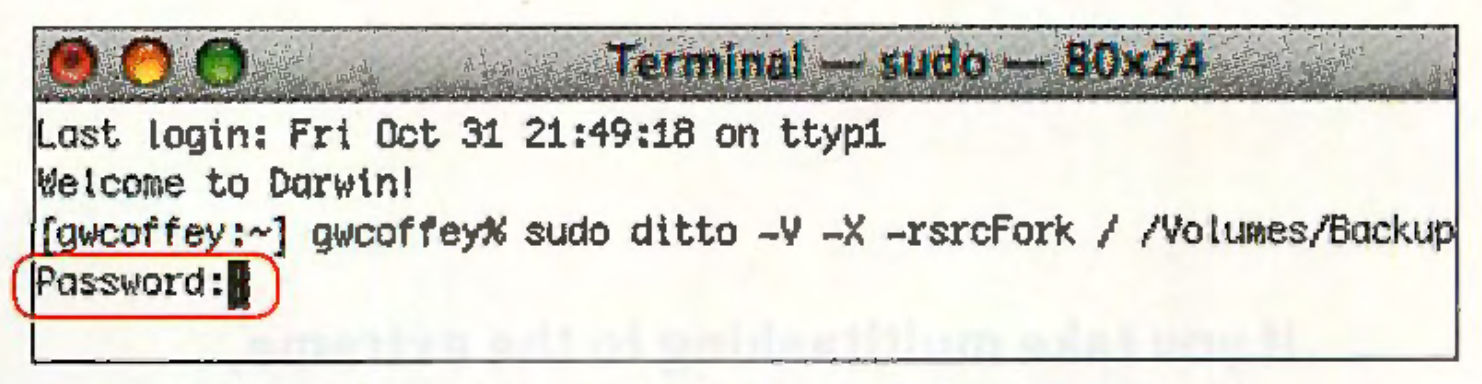 Terminal — sudo — 80x24
Last login: Fri Oct 31 21:49:18 on ttyp1
Welcome to Darwin!
[gwcoffey:~] gwcoffey% sudo ditto -V -X -rsrcFork / /Volumes/Backup
Password: